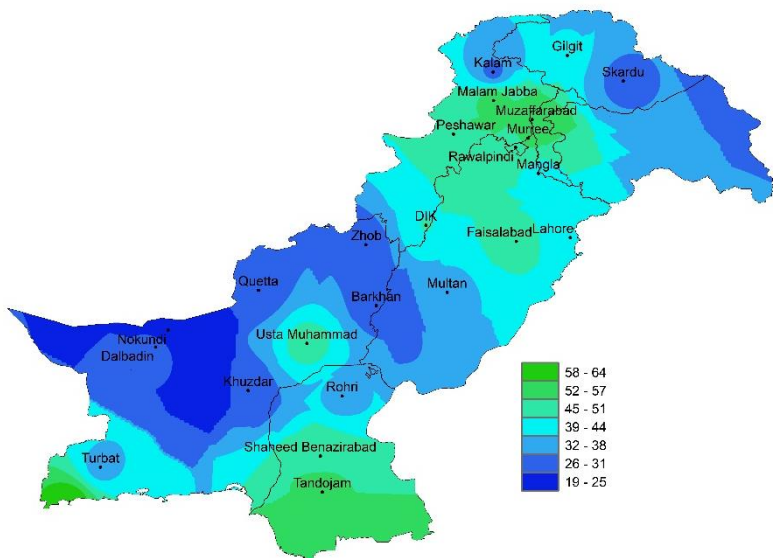 Gilgit
Kalam
Skardu
Malam Jabba
Muzaffarabad
Peshawar
Murree
Rawalpindi
Mangla
DIK
Faisalabad
Lahore
Zhob
Quetta
Multan
Barkhan
Usta Muhammad
Nokundi
Dalbadin
Khuzdar
Rohri
Shaheed Benazirabad
Turbat
Tandojam
58 - 64
52 - 57
45 - 51
39 - 44
32 - 38
26 - 31
19 - 25